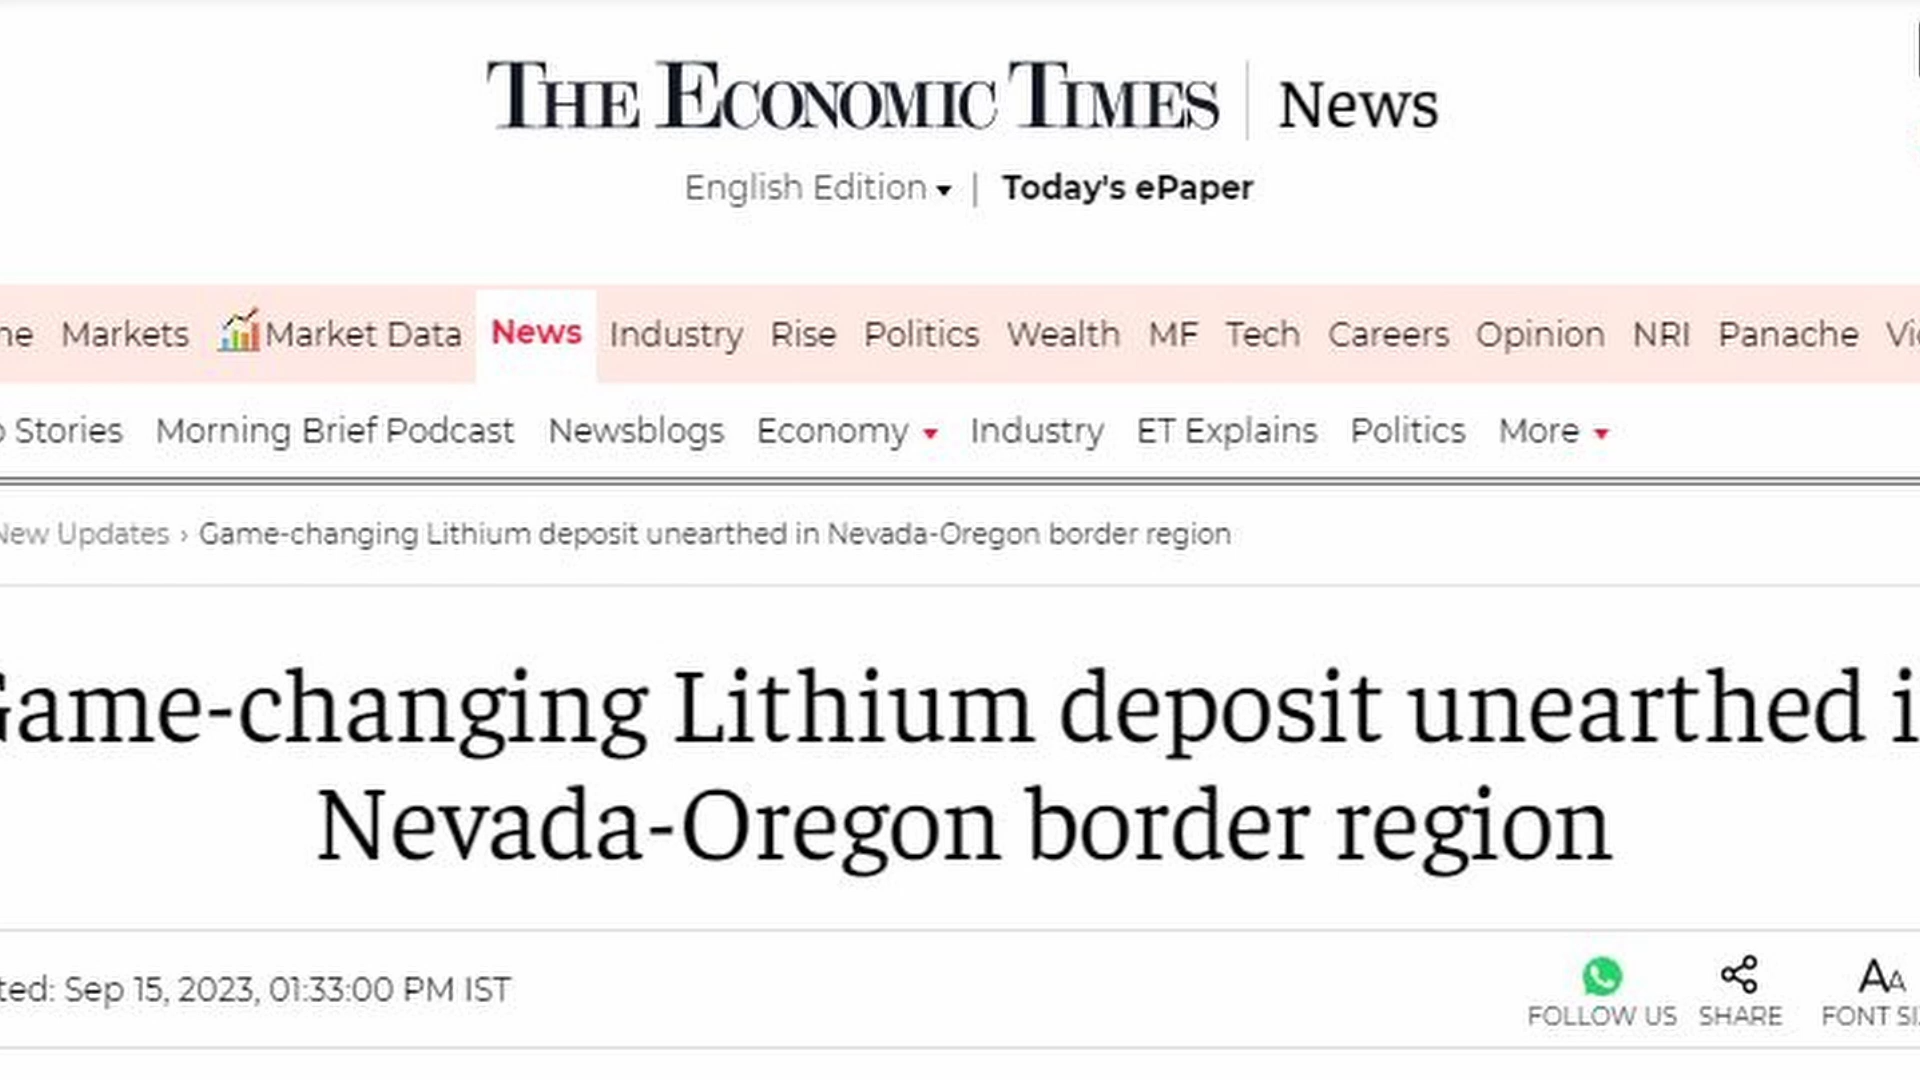 THE ECONOMIC TIMES | News
English Edition | Today's ePaper
Markets Market Data News Industry Rise Politics Wealth MF Tech Careers Opinion NRI Panache
Stories Morning Brief Podcast Newsblogs Economy Industry ET Explains Politics More
New Updates › Game-changing Lithium deposit unearthed in Nevada-Oregon border region
Game-changing Lithium deposit unearthed
Nevada-Oregon border region
Sep 15, 2023, 01:33:00 PM IST
FOLLOW US SHARE FONT